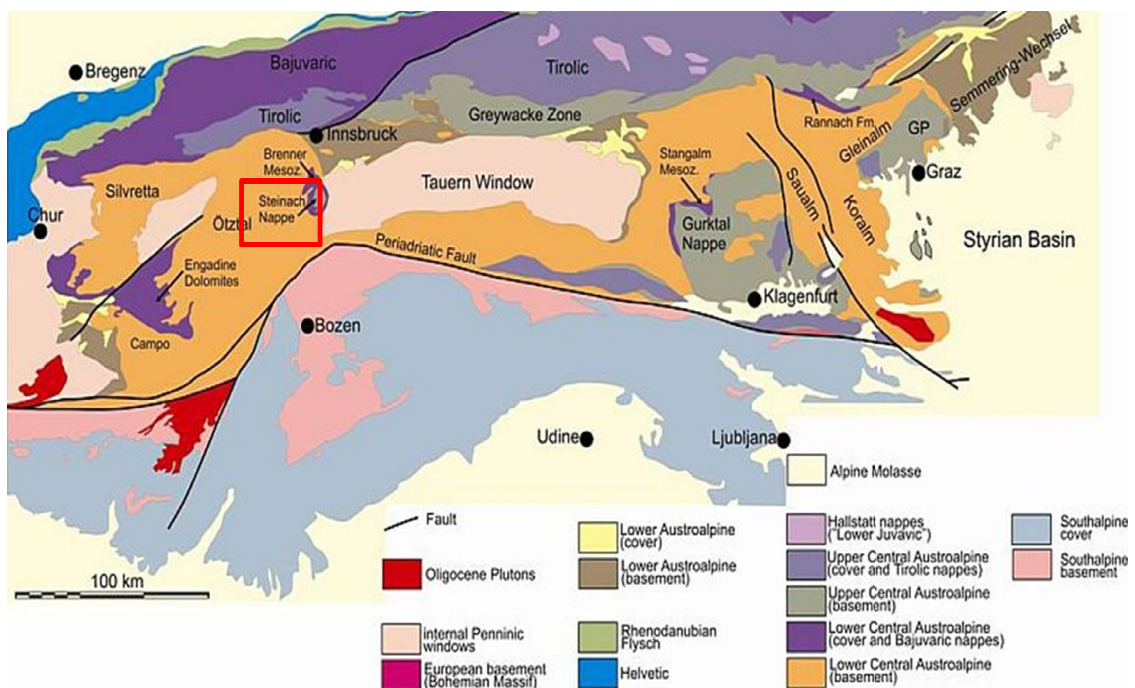 Bregenz
Bajuvaric
Tirolic
Tirolic
Innsbruck
Greywacke Zone
Rannach Fm.
Semmering-Wechsel
Gleinalm
GP
Graz
Brenner
Mesoz.
Steinach
Nappe
Silvretta
Ötztal
Chur
Tauern Window
Stangalm
Mesoz.
Gurktal
Nappe
Saualm
Koralm
Styrian Basin
Engadine
Dolomites
Periadriatic Fault
Klagenfurt
Bozen
Campo
Udine
Ljubljana
100 km
Fault
Oligocene Plutons
internal Penninic
windows
European basement
(Bohemian Massif)
Lower Austroalpine
(cover)
Lower Austroalpine
(basement)
Rhenodanubian
Flysch
Helvetic
Alpine Molasse
Hallstatt nappes
("Lower Juvavic")
Upper Central Austroalpine
(cover and Tirolic nappes)
Upper Central Austroalpine
(basement)
Lower Central Austroalpine
(cover and Bajuvaric nappes)
Lower Central Austroalpine
(basement)
Southalpine
cover
Southalpine
basement